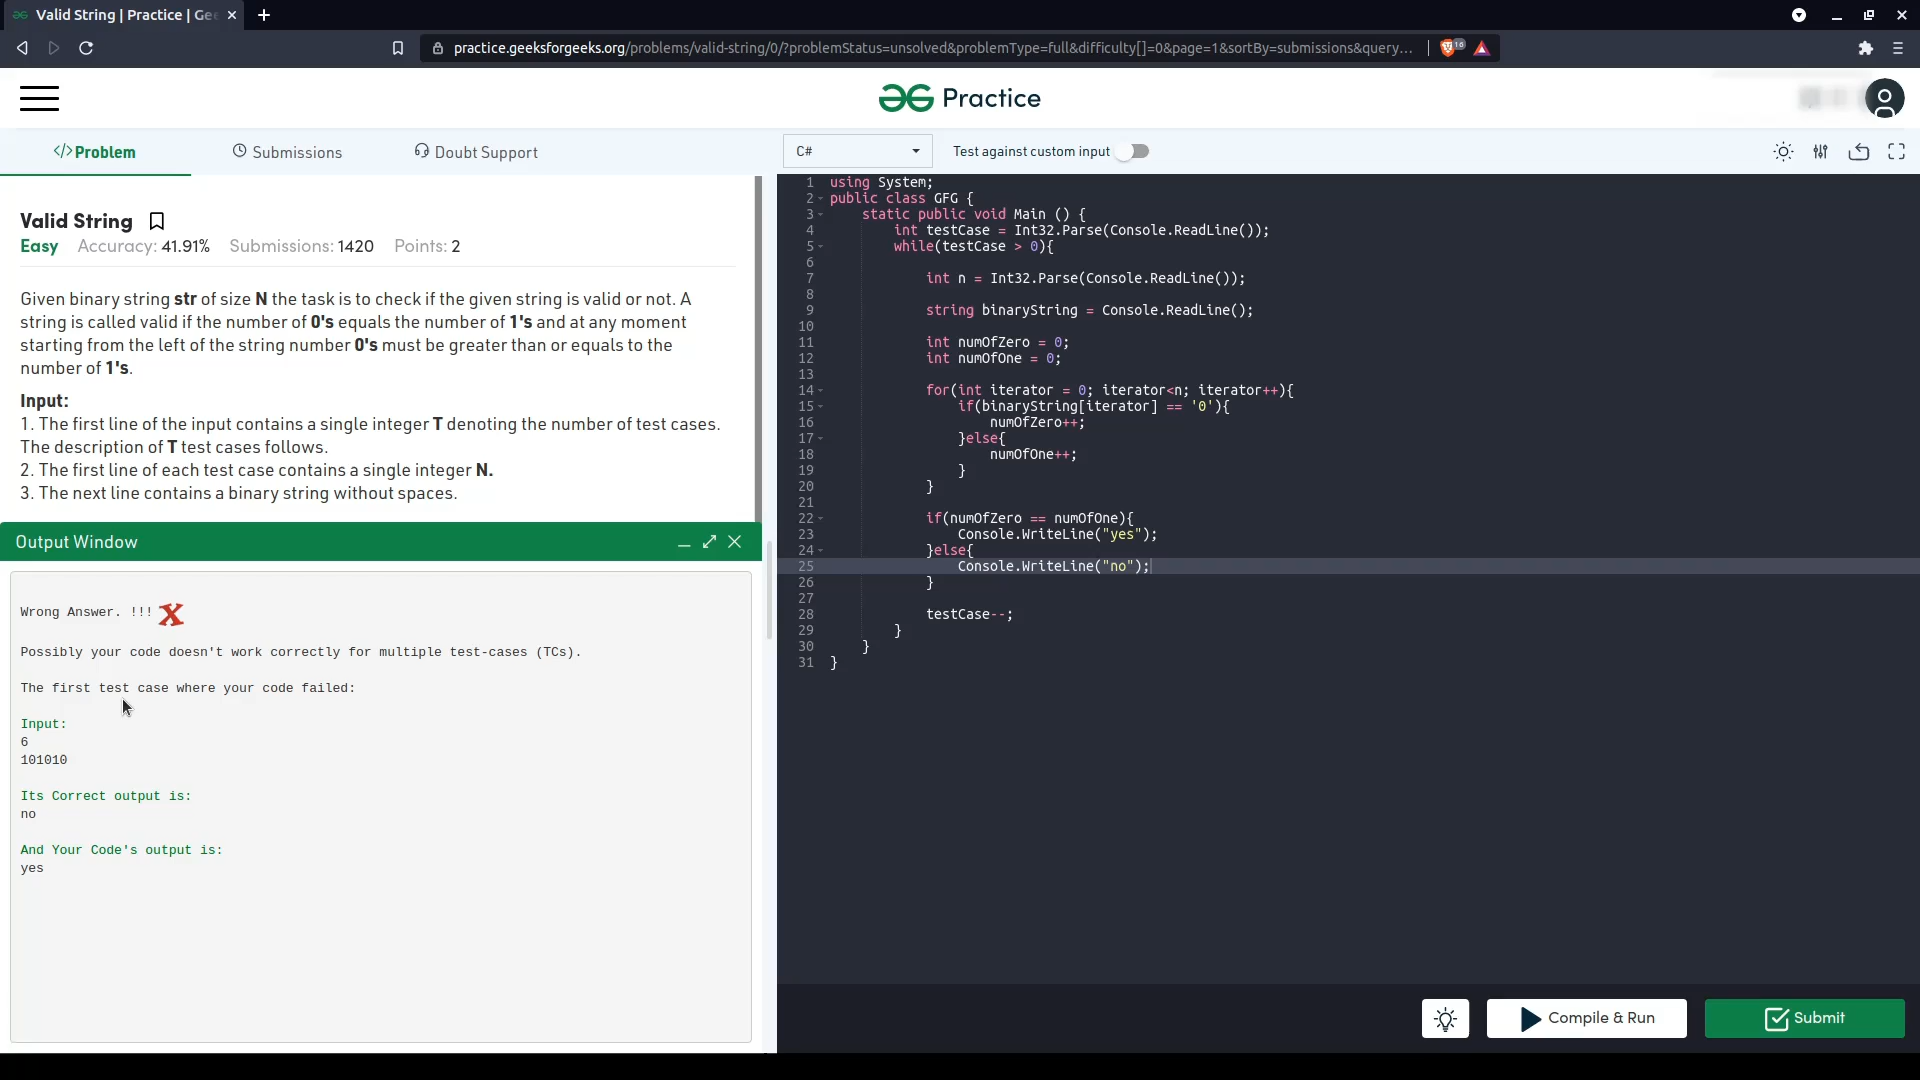 Valid String | Practice | Gee
practice.geeksforgeeks.org/problems/valid-string/0/?problemStatus=unsolved&problemType=full&difficulty[]=0&page=1&sortBy=submissions&query...
16
Practice
</>Problem
Submissions
Doubt Support
C#
Test against custom input
Valid String
Easy Accuracy: 41.91% Submissions: 1420 Points: 2
Given binary string str of size N the task is to check if the given string is valid or not. A
string is called valid if the number of 0's equals the number of 1's and at any moment
starting from the left of the string number 0's must be greater than or equals to the
number of 1's.
Input:
1. The first line of the input contains a single integer T denoting the number of test cases.
The description of T test cases follows.
2. The first line of each test case contains a single integer N.
3. The next line contains a binary string without spaces.
Output Window
Wrong Answer. !!! X
Possibly your code doesn't work correctly for multiple test-cases (TCs).
The first test case where your code failed:
Input:
6
101010
Its Correct output is:
no
And Your Code's output is:
yes
1 using System;
2 public class GFG {
3     static public void Main () {
4         int testCase = Int32.Parse(Console.ReadLine());
5         while(testCase > 0){
6
7             int n = Int32.Parse(Console.ReadLine());
8
9             string binaryString = Console.ReadLine();
10
11             int numOfZero = 0;
12             int numOfOne = 0;
13
14             for(int iterator = 0; iterator<n; iterator++){
15                 if(binaryString[iterator] == '0'){
16                     numOfZero++;
17                 }else{
18                     numOfOne++;
19                 }
20             }
21
22             if(numOfZero == numOfOne){
23                 Console.WriteLine("yes");
24             }else{
25                 Console.WriteLine("no");
26             }
27
28             testCase--;
29         }
30     }
31 }
Compile & Run
Submit